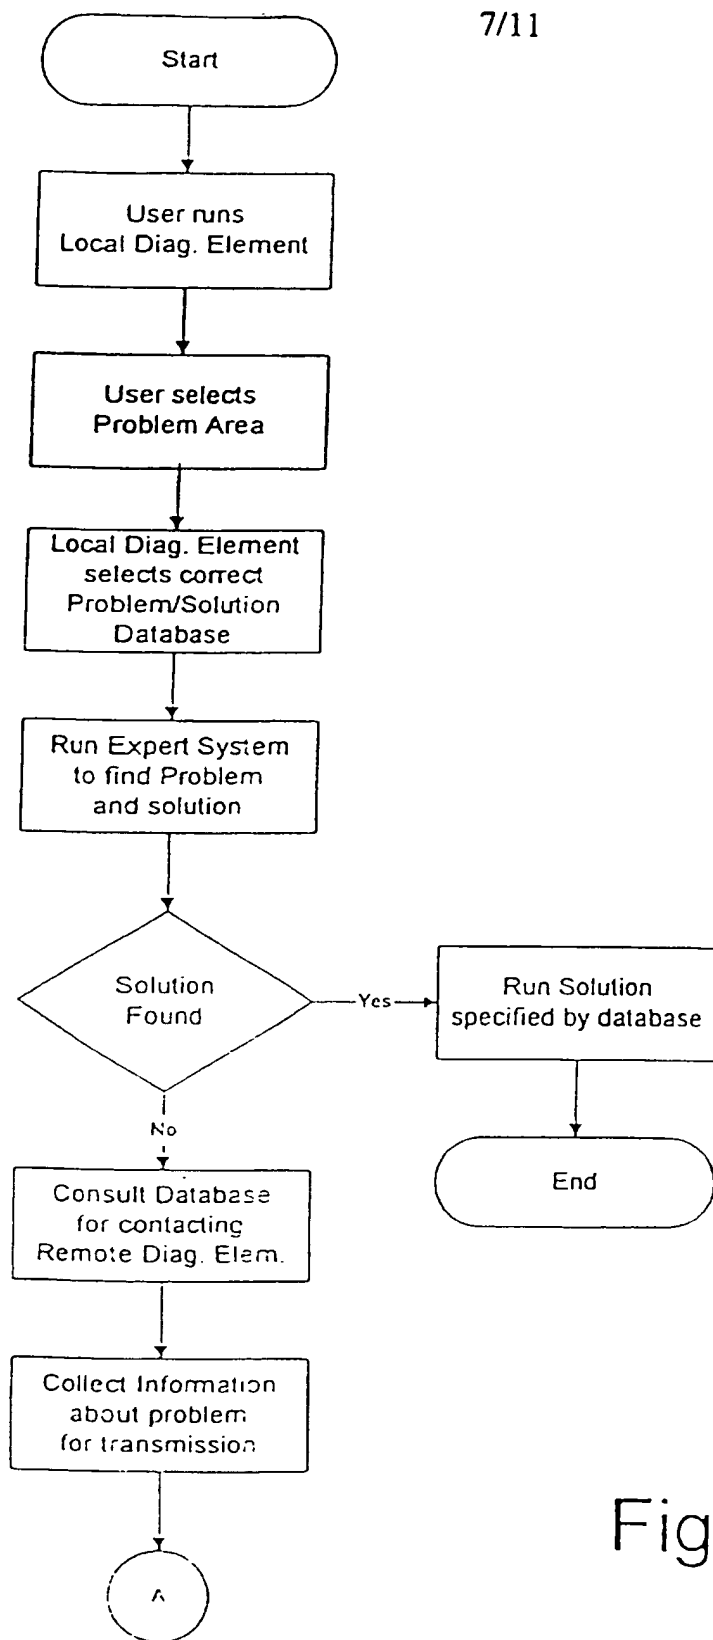 7/11
Start
User runs
Local Diag. Element
User selects
Problem Area
Local Diag. Element
selects correct
Problem/Solution
Database
Run Expert System
to find Problem
and solution
Solution
Found
Yes
Run Solution
specified by database
End
No
Consult Database
for contacting
Remote Diag. Elem.
Collect Information
about problem
for transmission
A
Fig